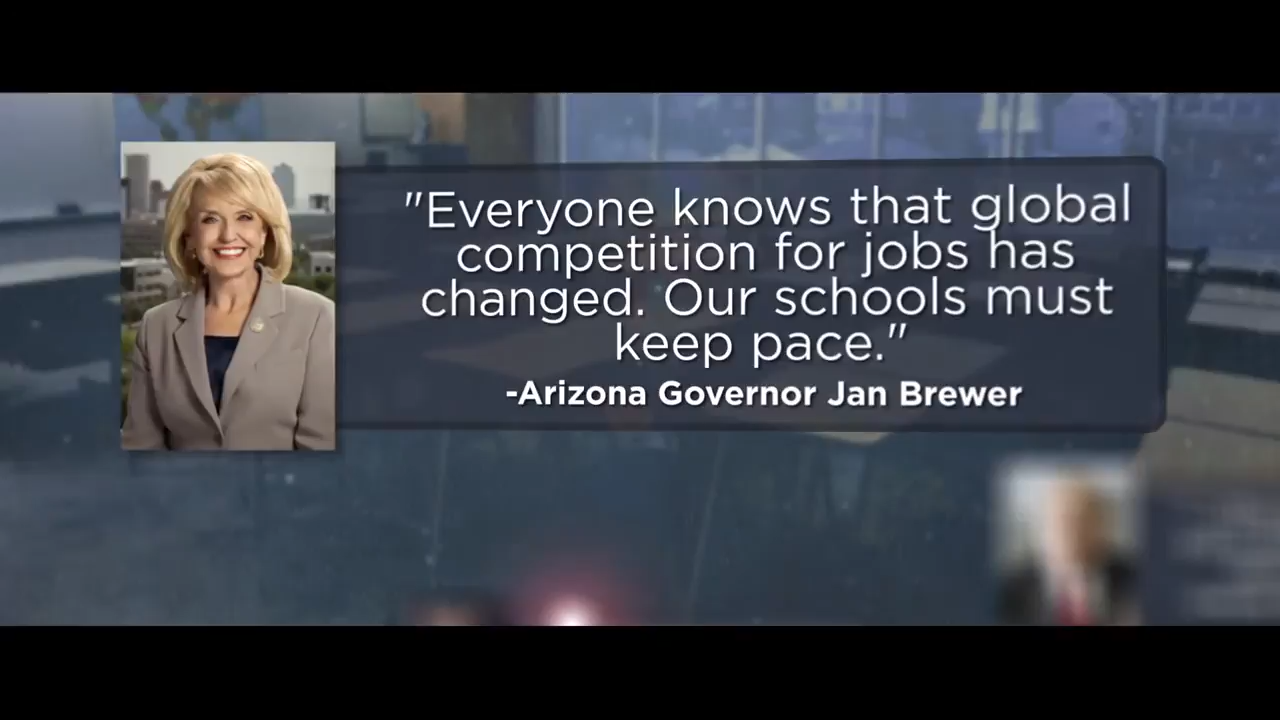 "Everyone knows that global
competition for jobs has
changed. Our schools must
keep pace."
-Arizona Governor Jan Brewer